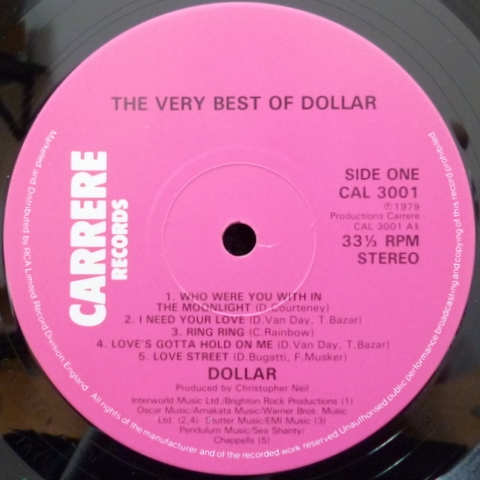 THE VERY BEST OF DOLLAR
CARRERE
RECORDS
SIDE ONE
CAL 3001
℗ 1979
Productions Carrere
CAL 3001 A1
33⅓ RPM
STEREO
1. WHO WERE YOU WITH IN
THE MOONLIGHT (D.Courteney)
2. I NEED YOUR LOVE (D.Van Day, T.Bazar)
3. RING RING (C.Rainbow)
4. LOVE'S GOTTA HOLD ON ME (D.Van Day, T.Bazar)
5. LOVE STREET (D.Bugatti, F.Musker)
DOLLAR
Produced by Christopher Neil
Interworld Music Ltd./Brighton Rock Productions (1)
Oscar Music/Amakata Music/Warner Bros. Music
Ltd. (2,4) Dutter Music/EMI Music (3)
Pendulum Music/Sea Shanty/
Chappells (5)
Marketed and Distributed by RCA Limited Record Division England
All rights of the manufacturer and of the recorded work reserved Unauthorised public performance broadcasting and copying of this record prohibited